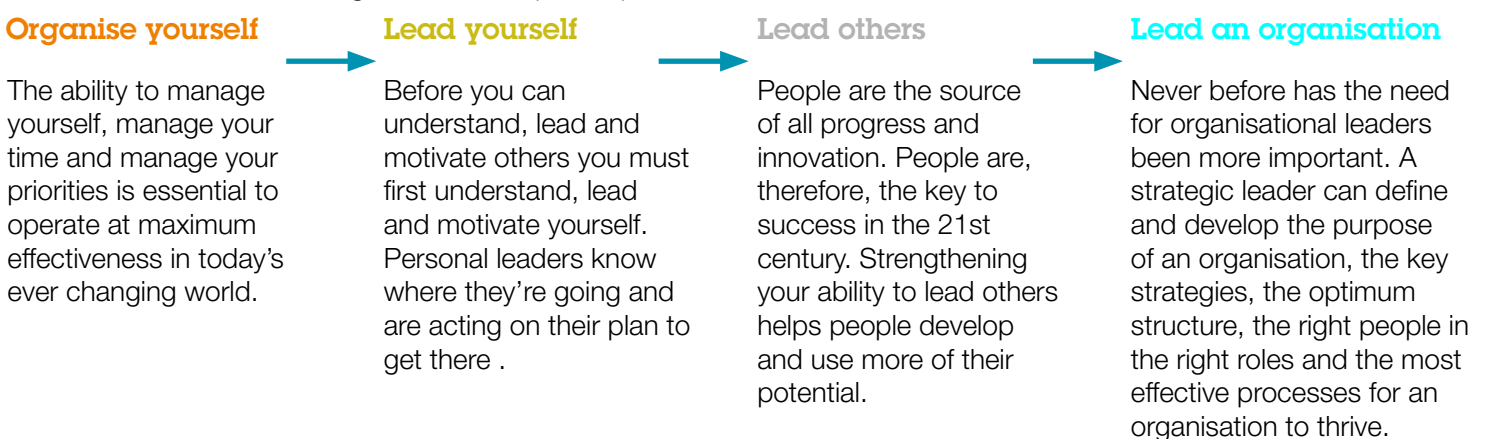 Organise yourself
The ability to manage
yourself, manage your
time and manage your
priorities is essential to
operate at maximum
effectiveness in today's
ever changing world.
Lead yourself
Before you can
understand, lead and
motivate others you must
first understand, lead
and motivate yourself.
Personal leaders know
where they're going and
are acting on their plan to
get there .
Lead others
People are the source
of all progress and
innovation. People are,
therefore, the key to
success in the 21st
century. Strengthening
your ability to lead others
helps people develop
and use more of their
potential.
Lead an organisation
Never before has the need
for organisational leaders
been more important. A
strategic leader can define
and develop the purpose
of an organisation, the key
strategies, the optimum
structure, the right people in
the right roles and the most
effective processes for an
organisation to thrive.